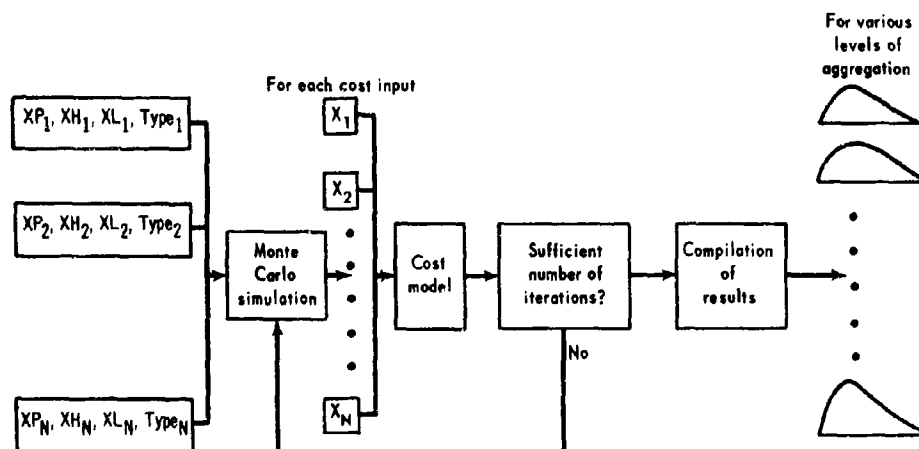 For various
levels of
aggregation
For each cost input
XP1, XH1, XL1, Type1
X1
XP2, XH2, XL2, Type2
X2
Monte
Carlo
simulation
Cost
model
Sufficient
number of
iterations?
Compilation
of
results
No
XPN, XHN, XLN, TypeN
XN